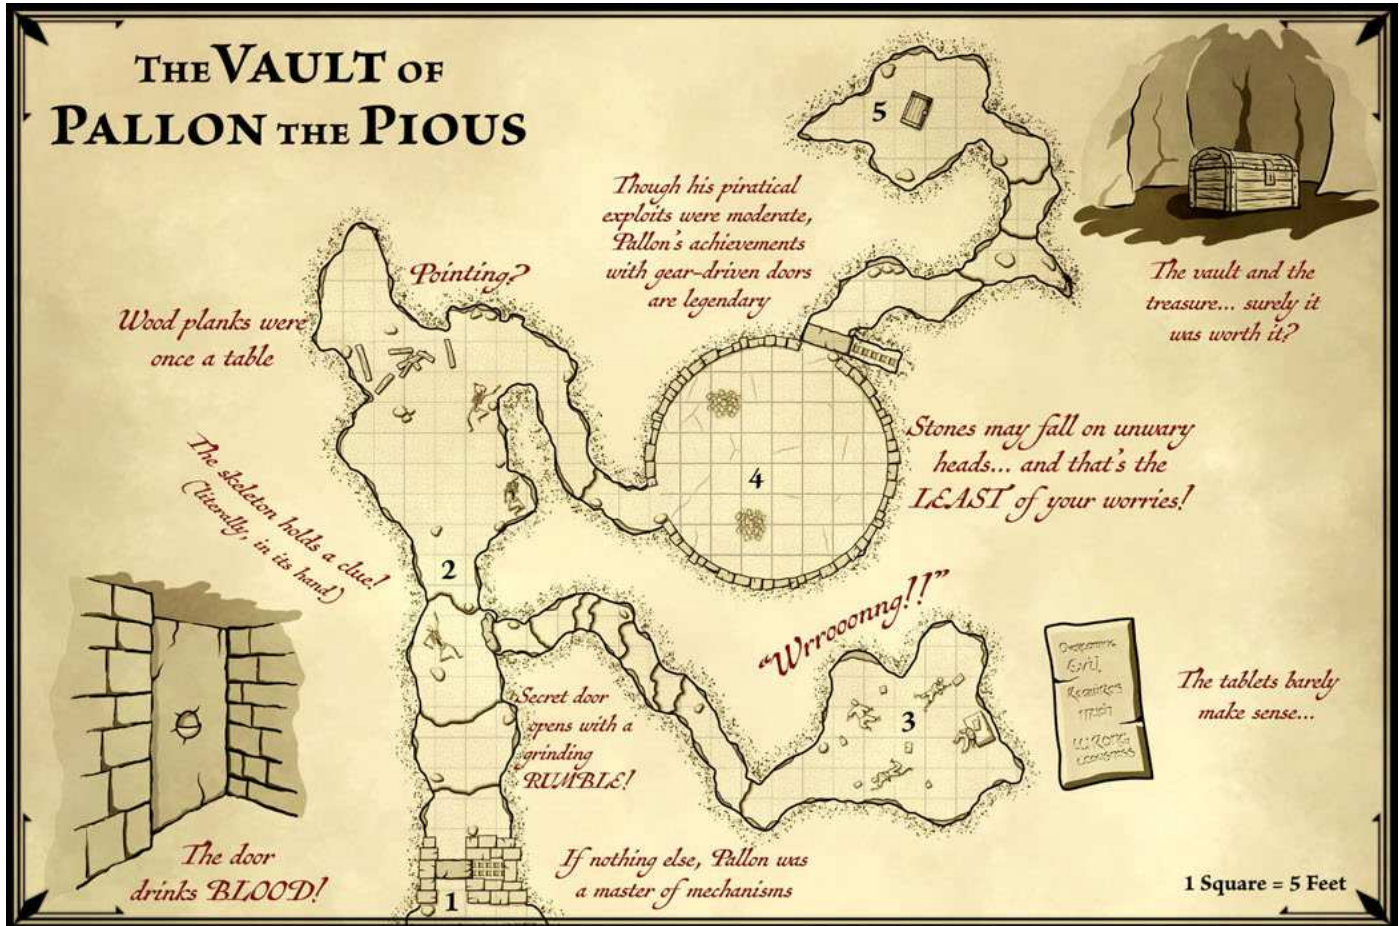 THE VAULT OF
PALLON THE PIOUS
5
Though his piratical
exploits were moderate,
Pallon's achievements
with gear-driven doors
are legendary
Pointing?
The vault and the
treasure... surely it
was worth it?
Wood planks were
once a table
Stones may fall on unwary
heads... and that's the
LEAST of your worries!
4
The skeleton holds a clue!
(literally, in its hand)
2
"Wrrooonng!!"
Secret door
opens with a
grinding
RUMBLE!
3
EVIL
WRONG
The tablets barely
make sense...
The door
drinks BLOOD!
1
If nothing else, Pallon was
a master of mechanisms
1 Square = 5 Feet